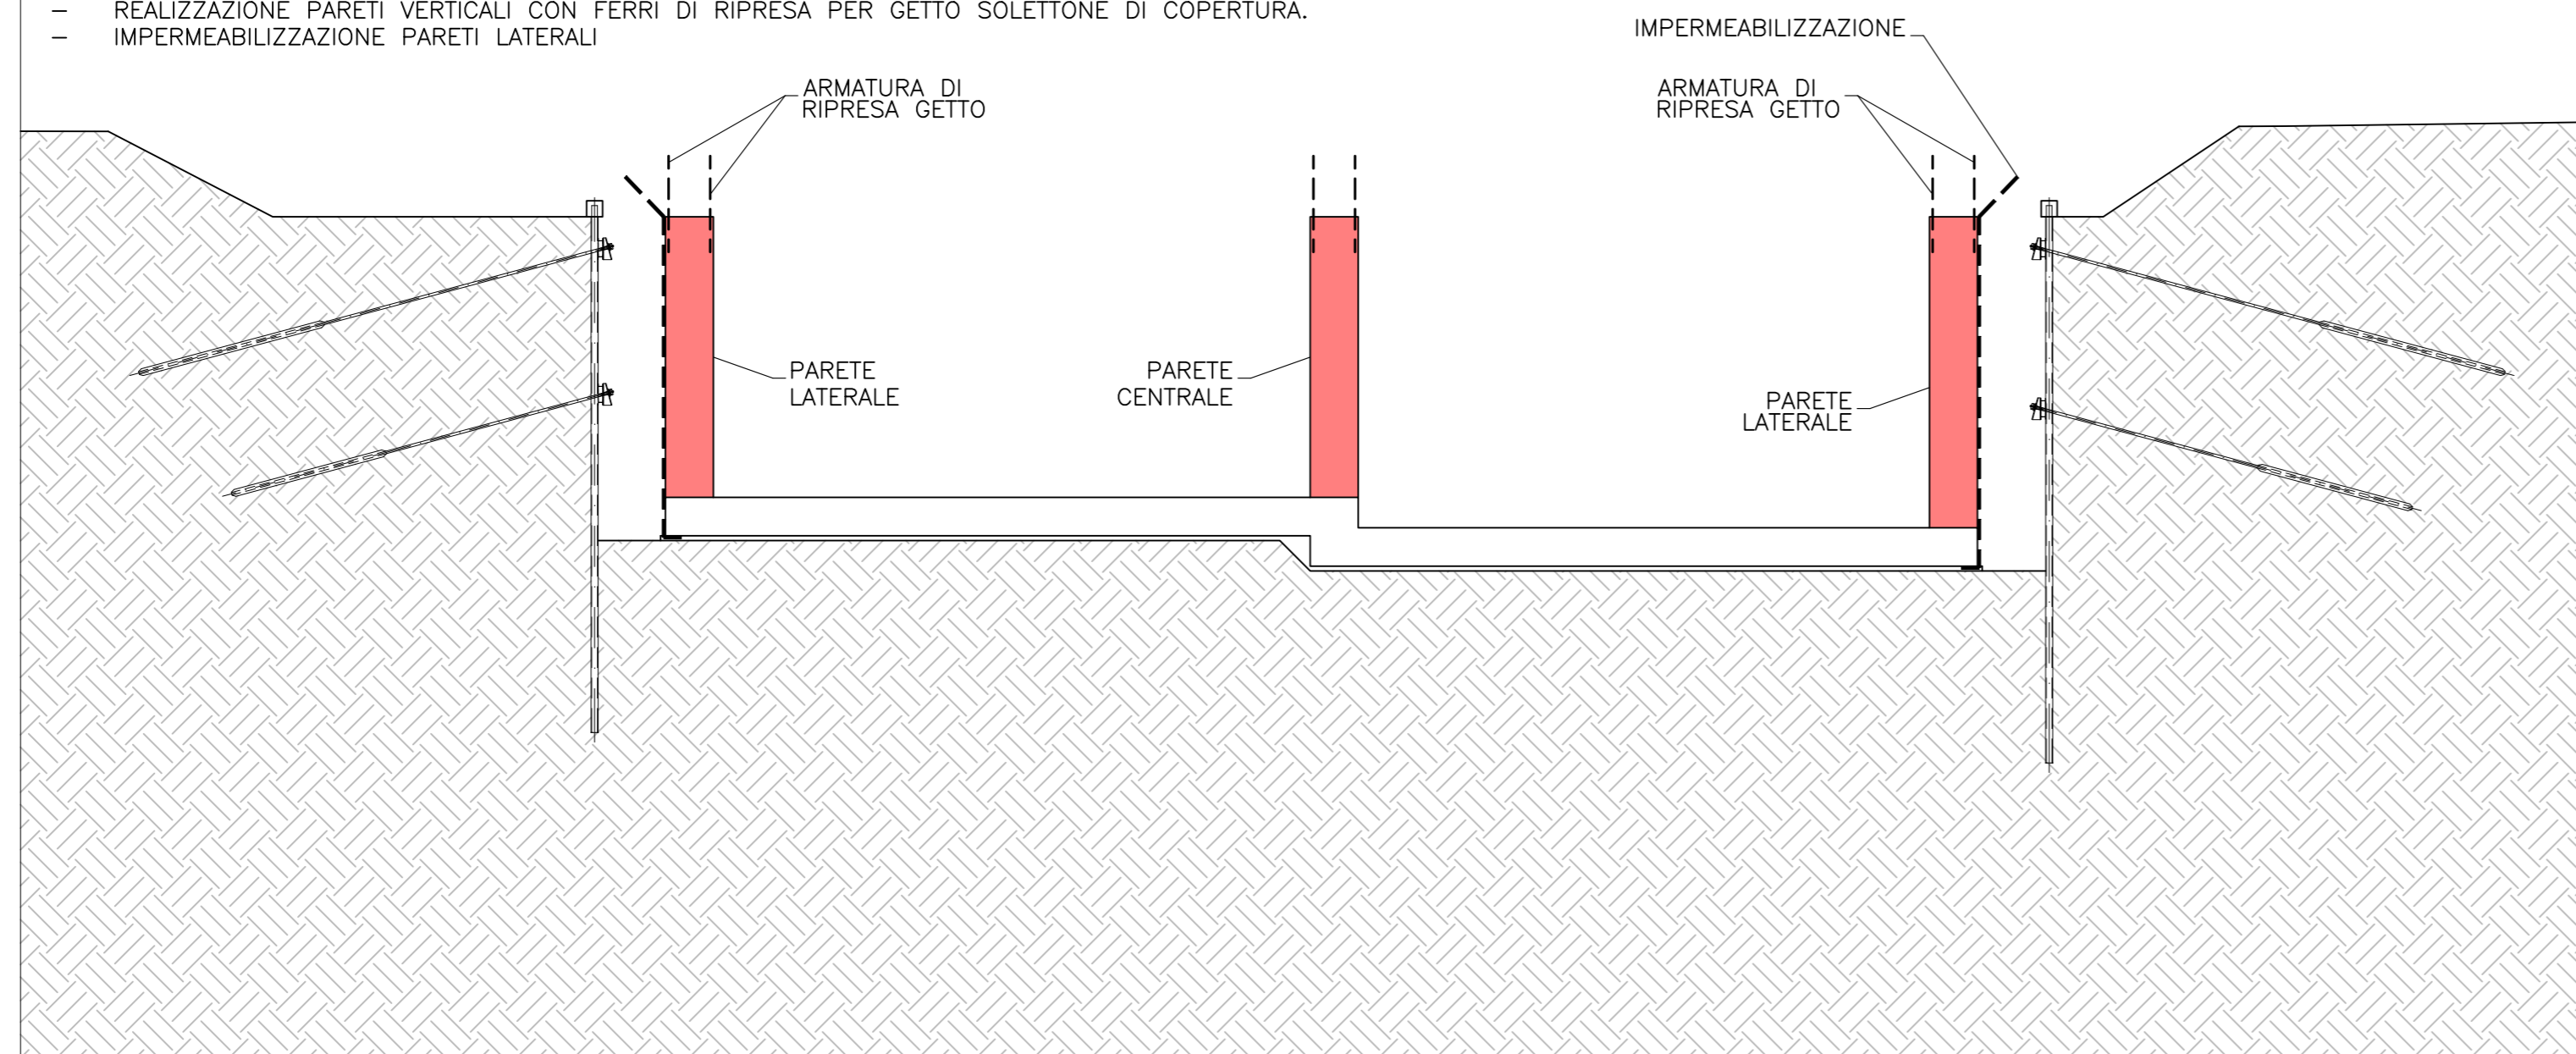 – REALIZZAZIONE PARETI VERTICALI CON FERRI DI RIPRESA PER GETTO SOLETTONE DI COPERTURA.
– IMPERMEABILIZZAZIONE PARETI LATERALI
IMPERMEABILIZZAZIONE
ARMATURA DI
RIPRESA GETTO
ARMATURA DI
RIPRESA GETTO
PARETE
LATERALE
PARETE
CENTRALE
PARETE
LATERALE